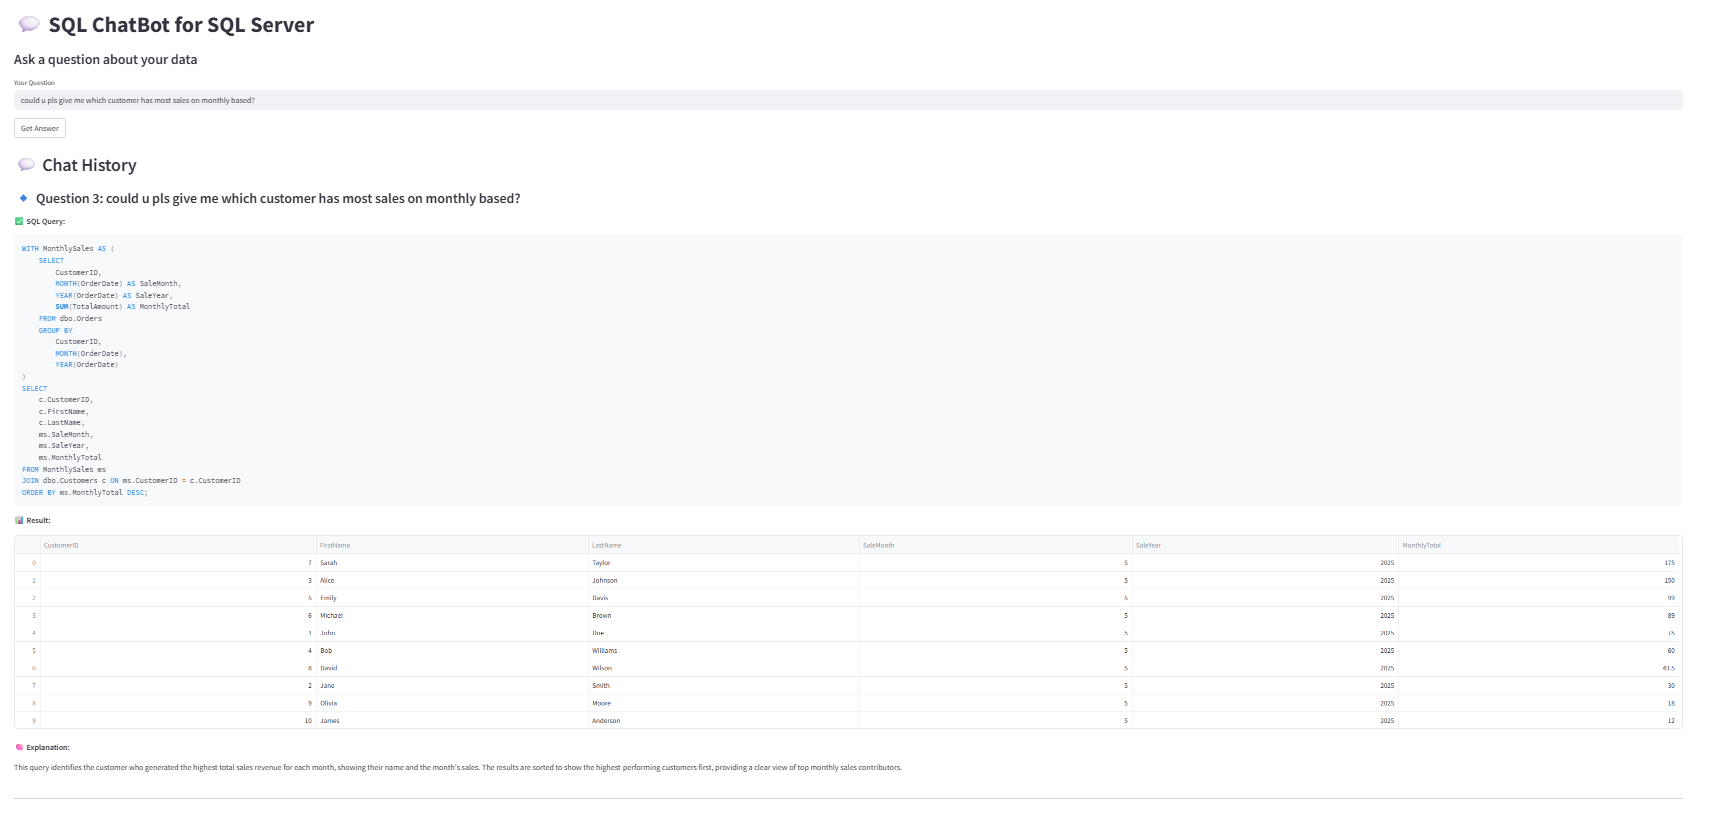 SQL ChatBot for SQL Server
Ask a question about your data
Your Question
could u pls give me which customer has most sales on monthly based?
Get Answer
Chat History
Question 3: could u pls give me which customer has most sales on monthly based?
SQL Query:
WITH MonthlySales AS (
    SELECT
        CustomerID,
        MONTH(OrderDate) AS SaleMonth,
        YEAR(OrderDate) AS SaleYear,
        SUM(TotalAmount) AS MonthlyTotal
    FROM dbo.Orders
    GROUP BY
        CustomerID,
        MONTH(OrderDate),
        YEAR(OrderDate)
)
SELECT
    c.CustomerID,
    c.FirstName,
    c.LastName,
    ms.SaleMonth,
    ms.SaleYear,
    ms.MonthlyTotal
FROM MonthlySales ms
JOIN dbo.Customers c ON ms.CustomerID = c.CustomerID
ORDER BY ms.MonthlyTotal DESC;
Result:
CustomerID FirstName LastName SaleMonth SaleYear MonthlyTotal
0 7 Sarah Taylor 5 2025 175
1 3 Alice Johnson 5 2025 150
2 5 Emily Davis 5 2025 99
3 6 Michael Brown 5 2025 89
4 1 John Doe 5 2025 75
5 4 Bob Williams 5 2025 60
6 8 David Wilson 5 2025 43.5
7 2 Jane Smith 5 2025 30
8 9 Olivia Moore 5 2025 18
9 10 James Anderson 5 2025 12
Explanation:
This query identifies the customer who generated the highest total sales revenue for each month, showing their name and the month's sales. The results are sorted to show the highest-performing customers first, providing a clear view of top monthly sales contributors.